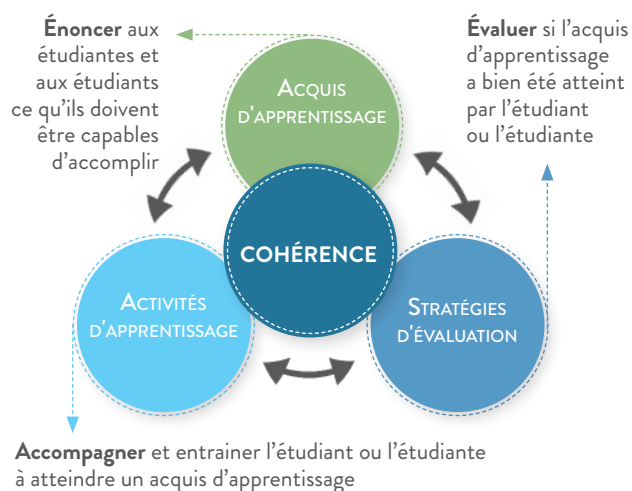 Énoncer aux
étudiantes et
aux étudiants
ce qu'ils doivent
être capables
d'accomplir
Évaluer si l'acquis
d'apprentissage
a bien été atteint
par l'étudiant
ou l'étudiante
Acquis
d'apprentissage
COHÉRENCE
Activités
d'apprentissage
Stratégies
d'évaluation
Accompagner et entrainer l'étudiant ou l'étudiante
à atteindre un acquis d'apprentissage